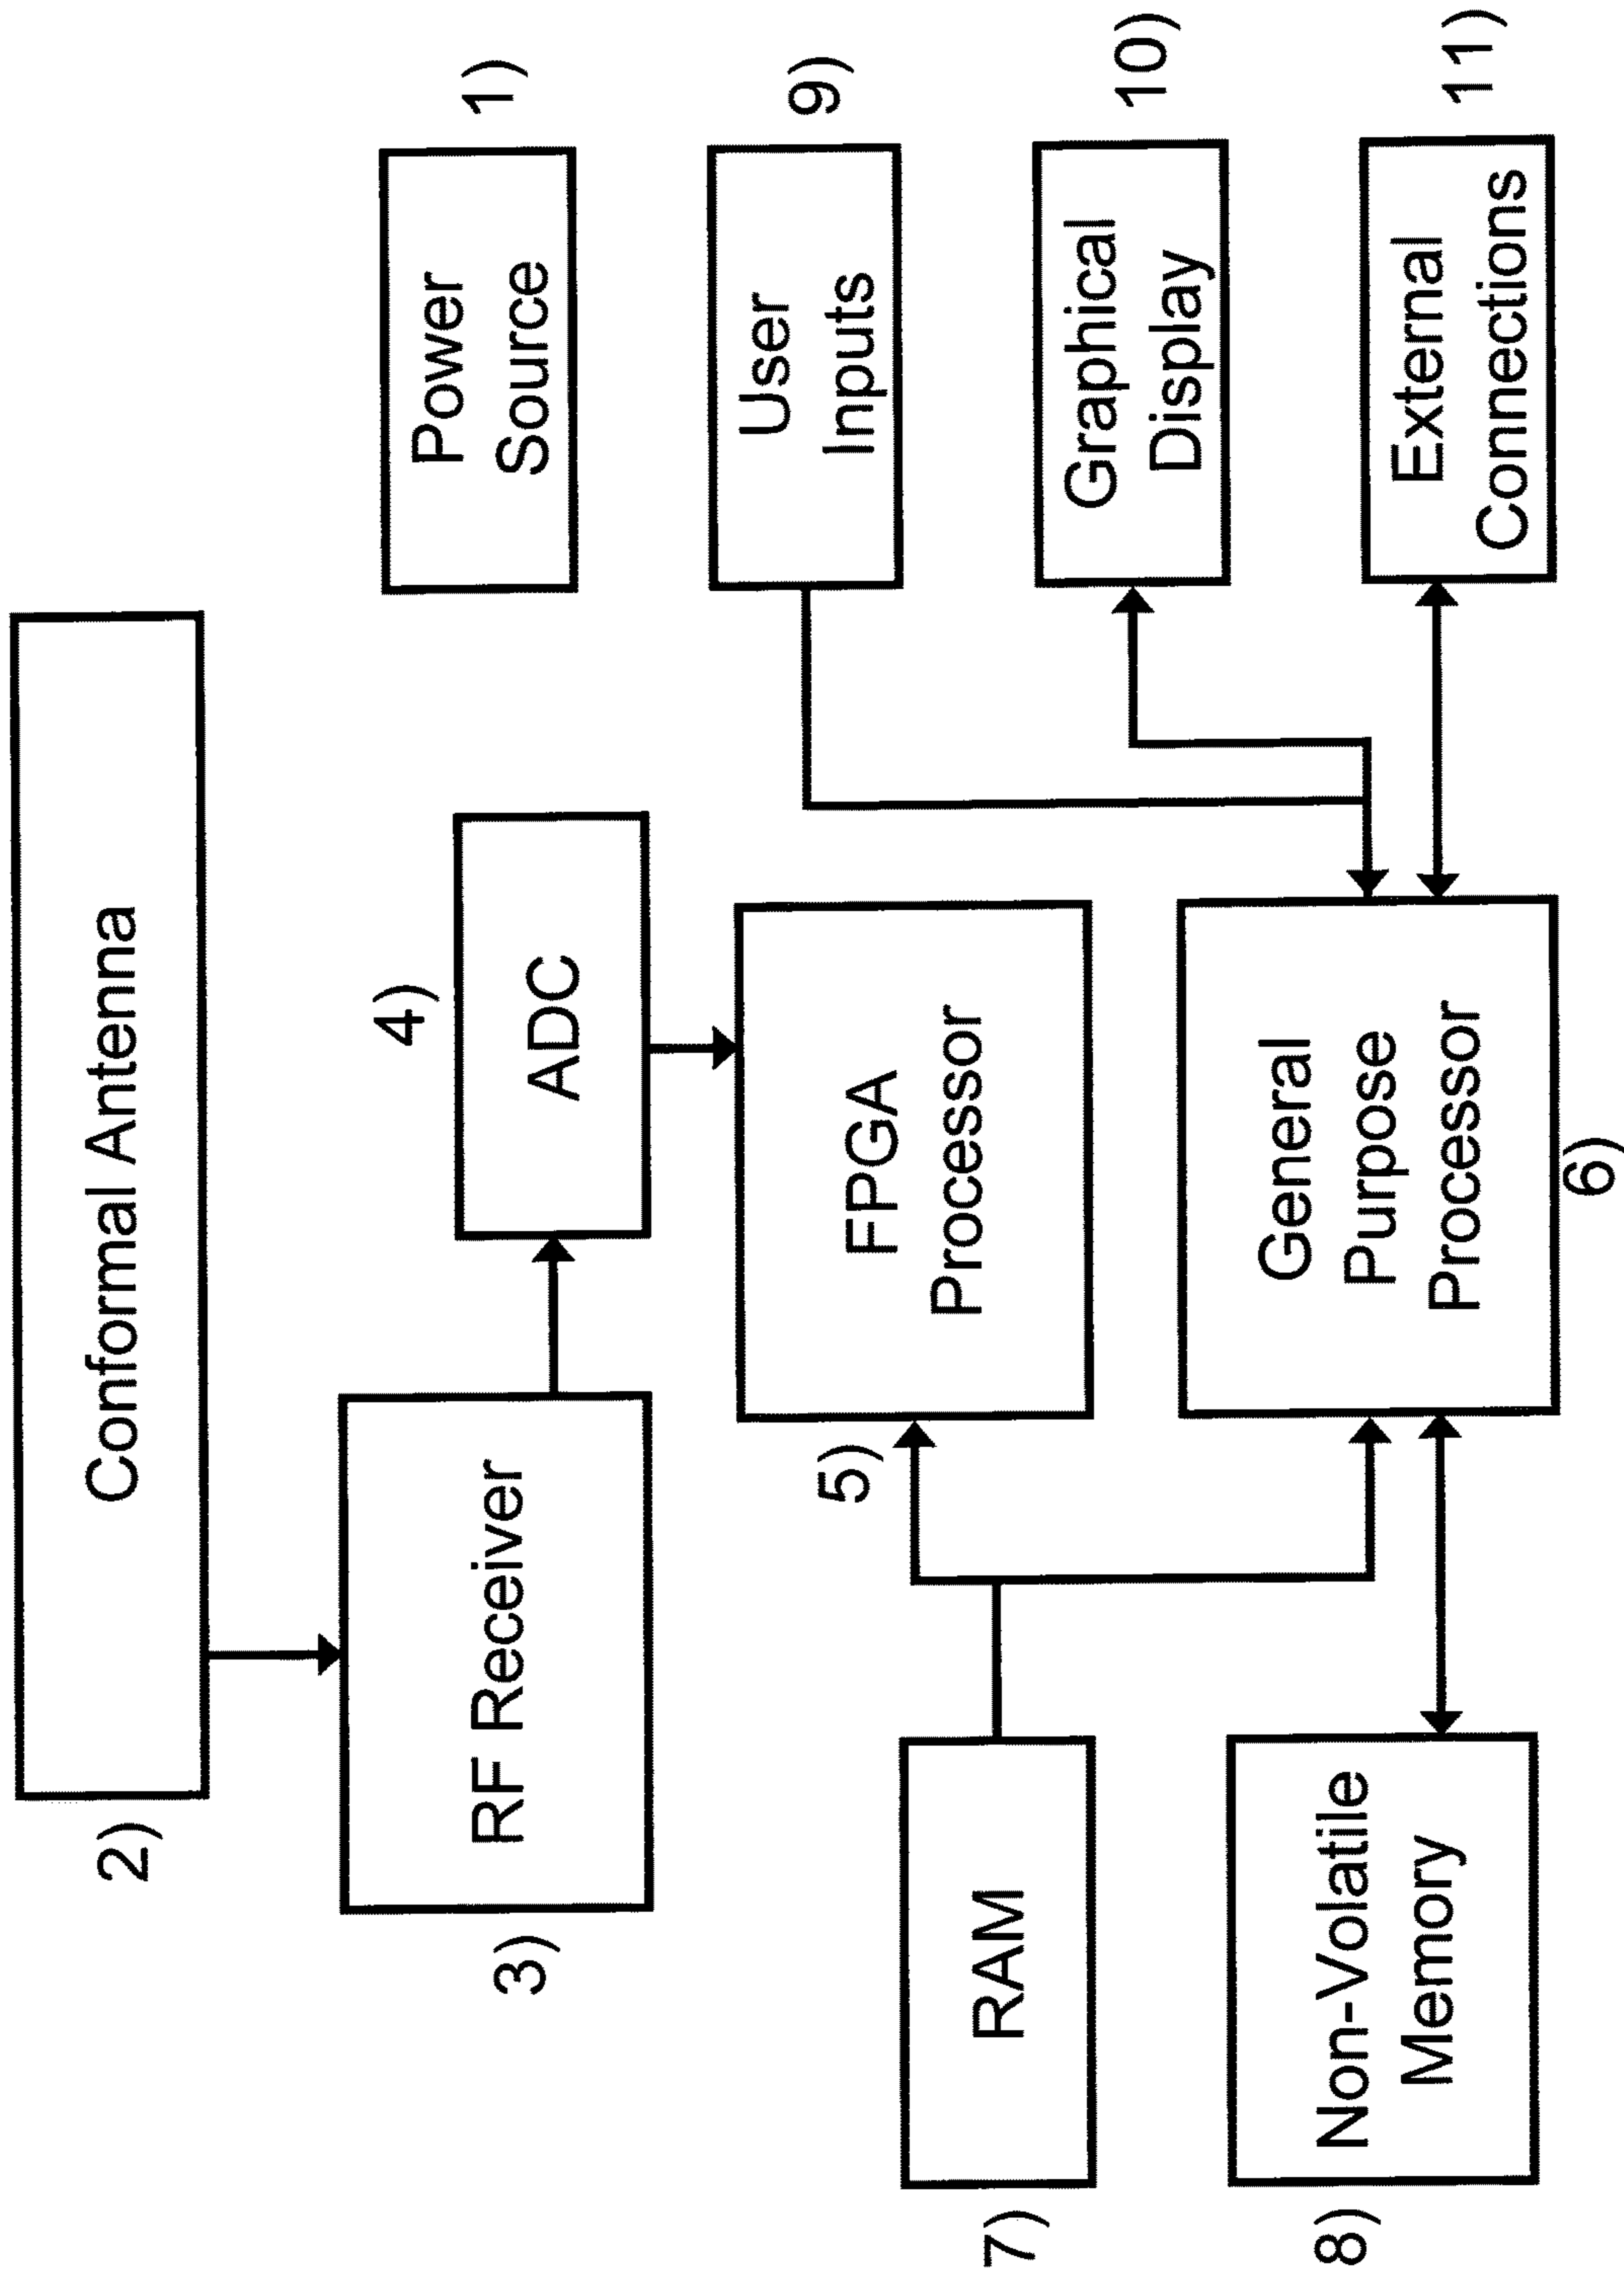 2)
Conformal Antenna
3)
RF Receiver
4)
ADC
Power
Source
1)
5)
FPGA
Processor
User
Inputs
9)
7)
RAM
General
Purpose
Processor
6)
Graphical
Display
10)
8)
Non-Volatile
Memory
External
Connections
11)